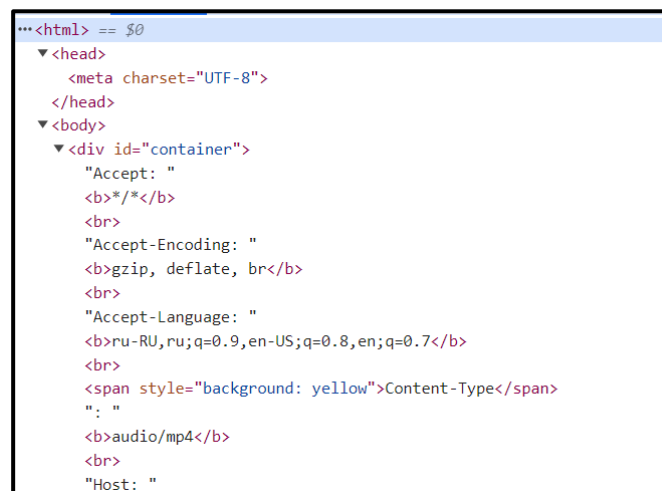 ···<html> == $0
▼<head>
<meta charset="UTF-8">
</head>
▼<body>
▼<div id="container">
"Accept: "
<b>*/*</b>
<br>
"Accept-Encoding: "
<b>gzip, deflate, br</b>
<br>
"Accept-Language: "
<b>ru-RU,ru;q=0.9,en-US;q=0.8,en;q=0.7</b>
<br>
<span style="background: yellow">Content-Type</span>
": "
<b>audio/mp4</b>
<br>
"Host: "